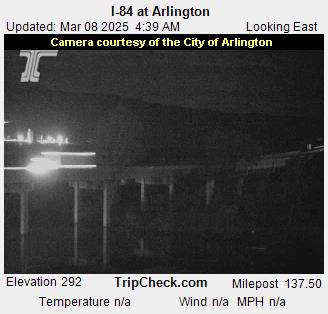 I-84 at Arlington
Updated: Mar 08 2025 4:39 AM Looking East
Camera courtesy of the City of Arlington
Elevation 292 TripCheck.com Milepost 137.50
Temperature n/a Wind n/a MPH n/a